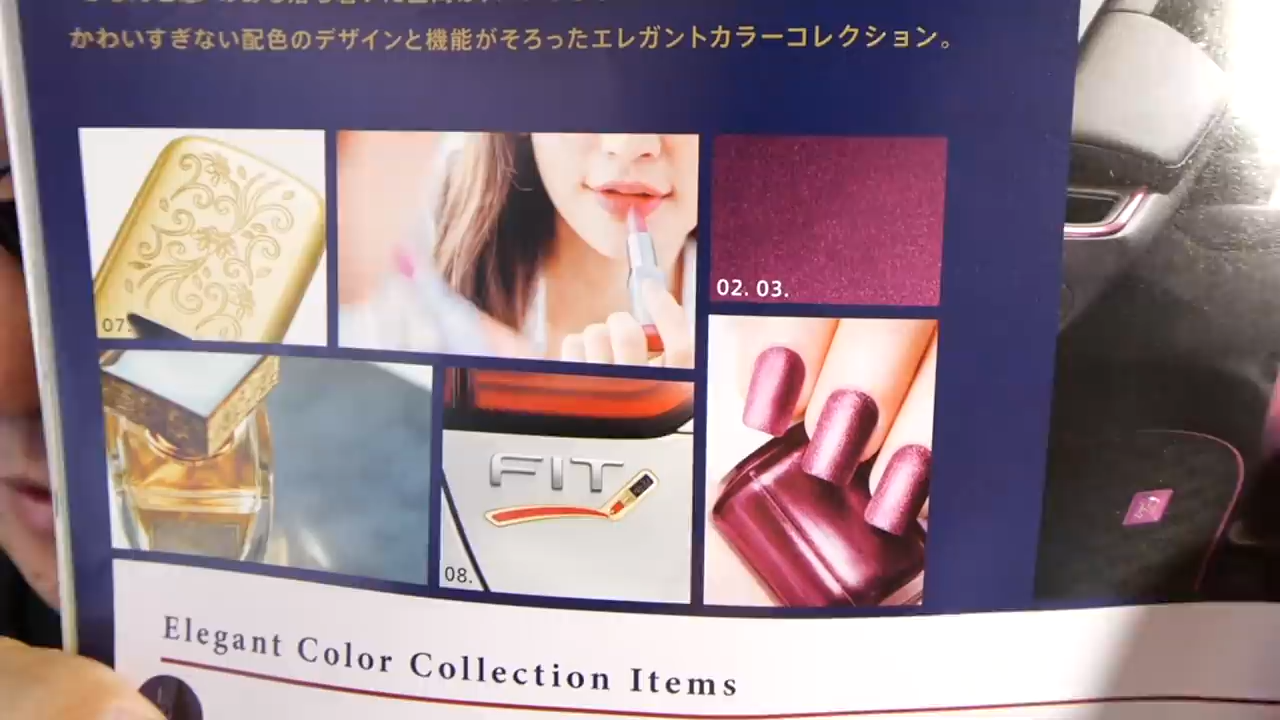 かわいすぎない配色のデザインと機能がそろったエレガントカラーコレクション。
02. 03.
07.
FIT
08.
Elegant Color Collection Items